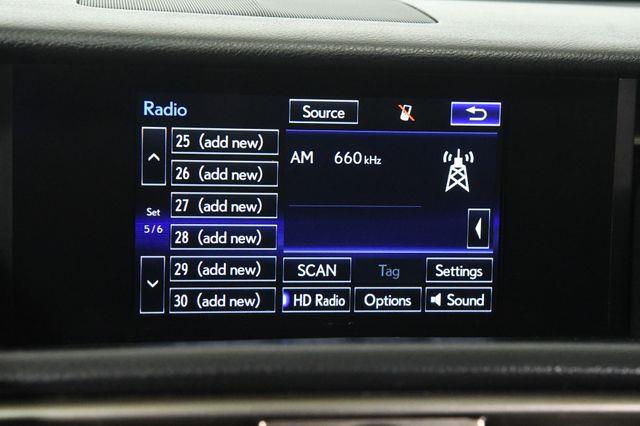 Radio
Source
25 (add new)
26 (add new)
27 (add new)
28 (add new)
29 (add new)
30 (add new)
Set
5/6
AM 660 kHz
SCAN
Tag
Settings
HD Radio
Options
Sound